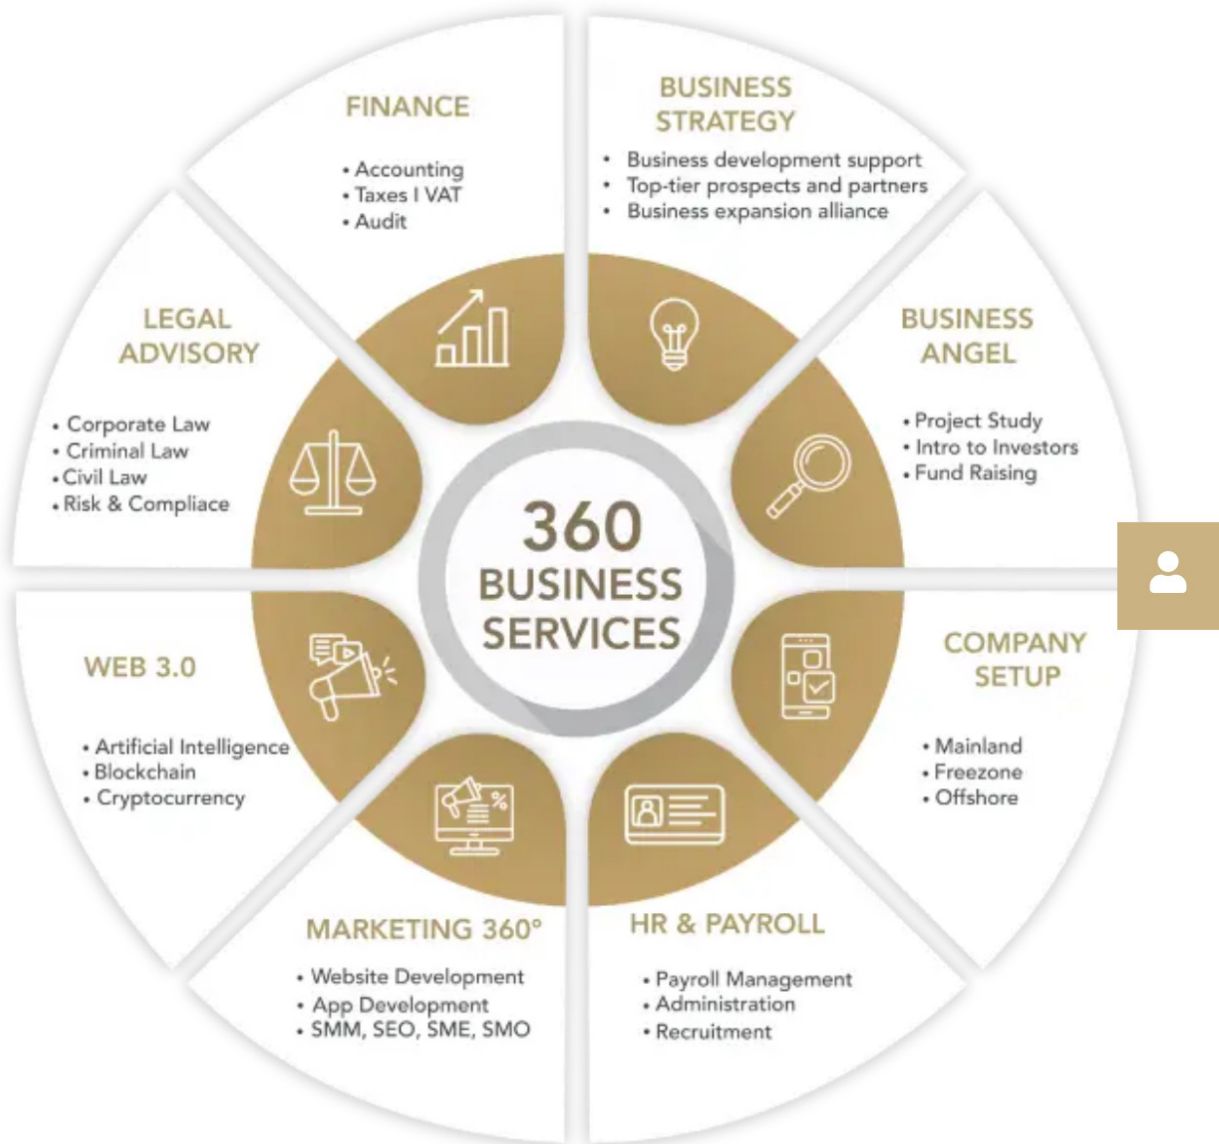 FINANCE
• Accounting
• Taxes I VAT
• Audit
BUSINESS
STRATEGY
• Business development support
• Top-tier prospects and partners
• Business expansion alliance
BUSINESS
ANGEL
• Project Study
• Intro to Investors
• Fund Raising
COMPANY
SETUP
• Mainland
• Freezone
• Offshore
HR & PAYROLL
• Payroll Management
• Administration
• Recruitment
MARKETING 360°
• Website Development
• App Development
• SMM, SEO, SME, SMO
WEB 3.0
• Artificial Intelligence
• Blockchain
• Cryptocurrency
LEGAL
ADVISORY
• Corporate Law
• Criminal Law
• Civil Law
• Risk & Compliace
360
BUSINESS
SERVICES
%